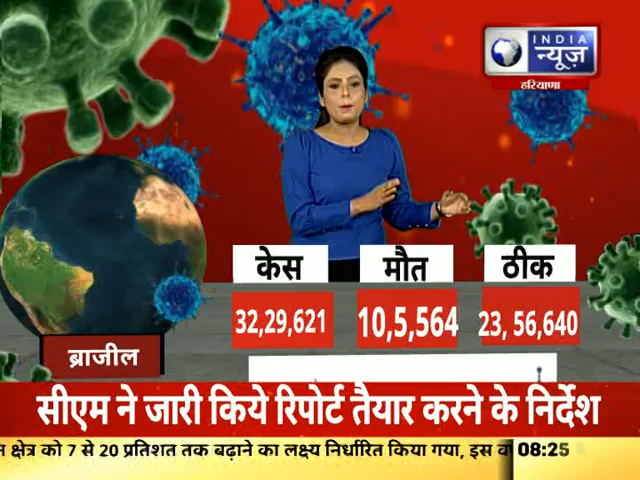 INDIA
न्यूज़
हरियाणा
केस
मौत
ठीक
32,29,621
10,5,564
23, 56,640
ब्राजील
सीएम ने जारी किये रिपोर्ट तैयार करने के निर्देश
क्षेत्र को 7 से 20 प्रतिशत तक बढ़ाने का लक्ष्य निर्धारित किया गया, इस
08:25